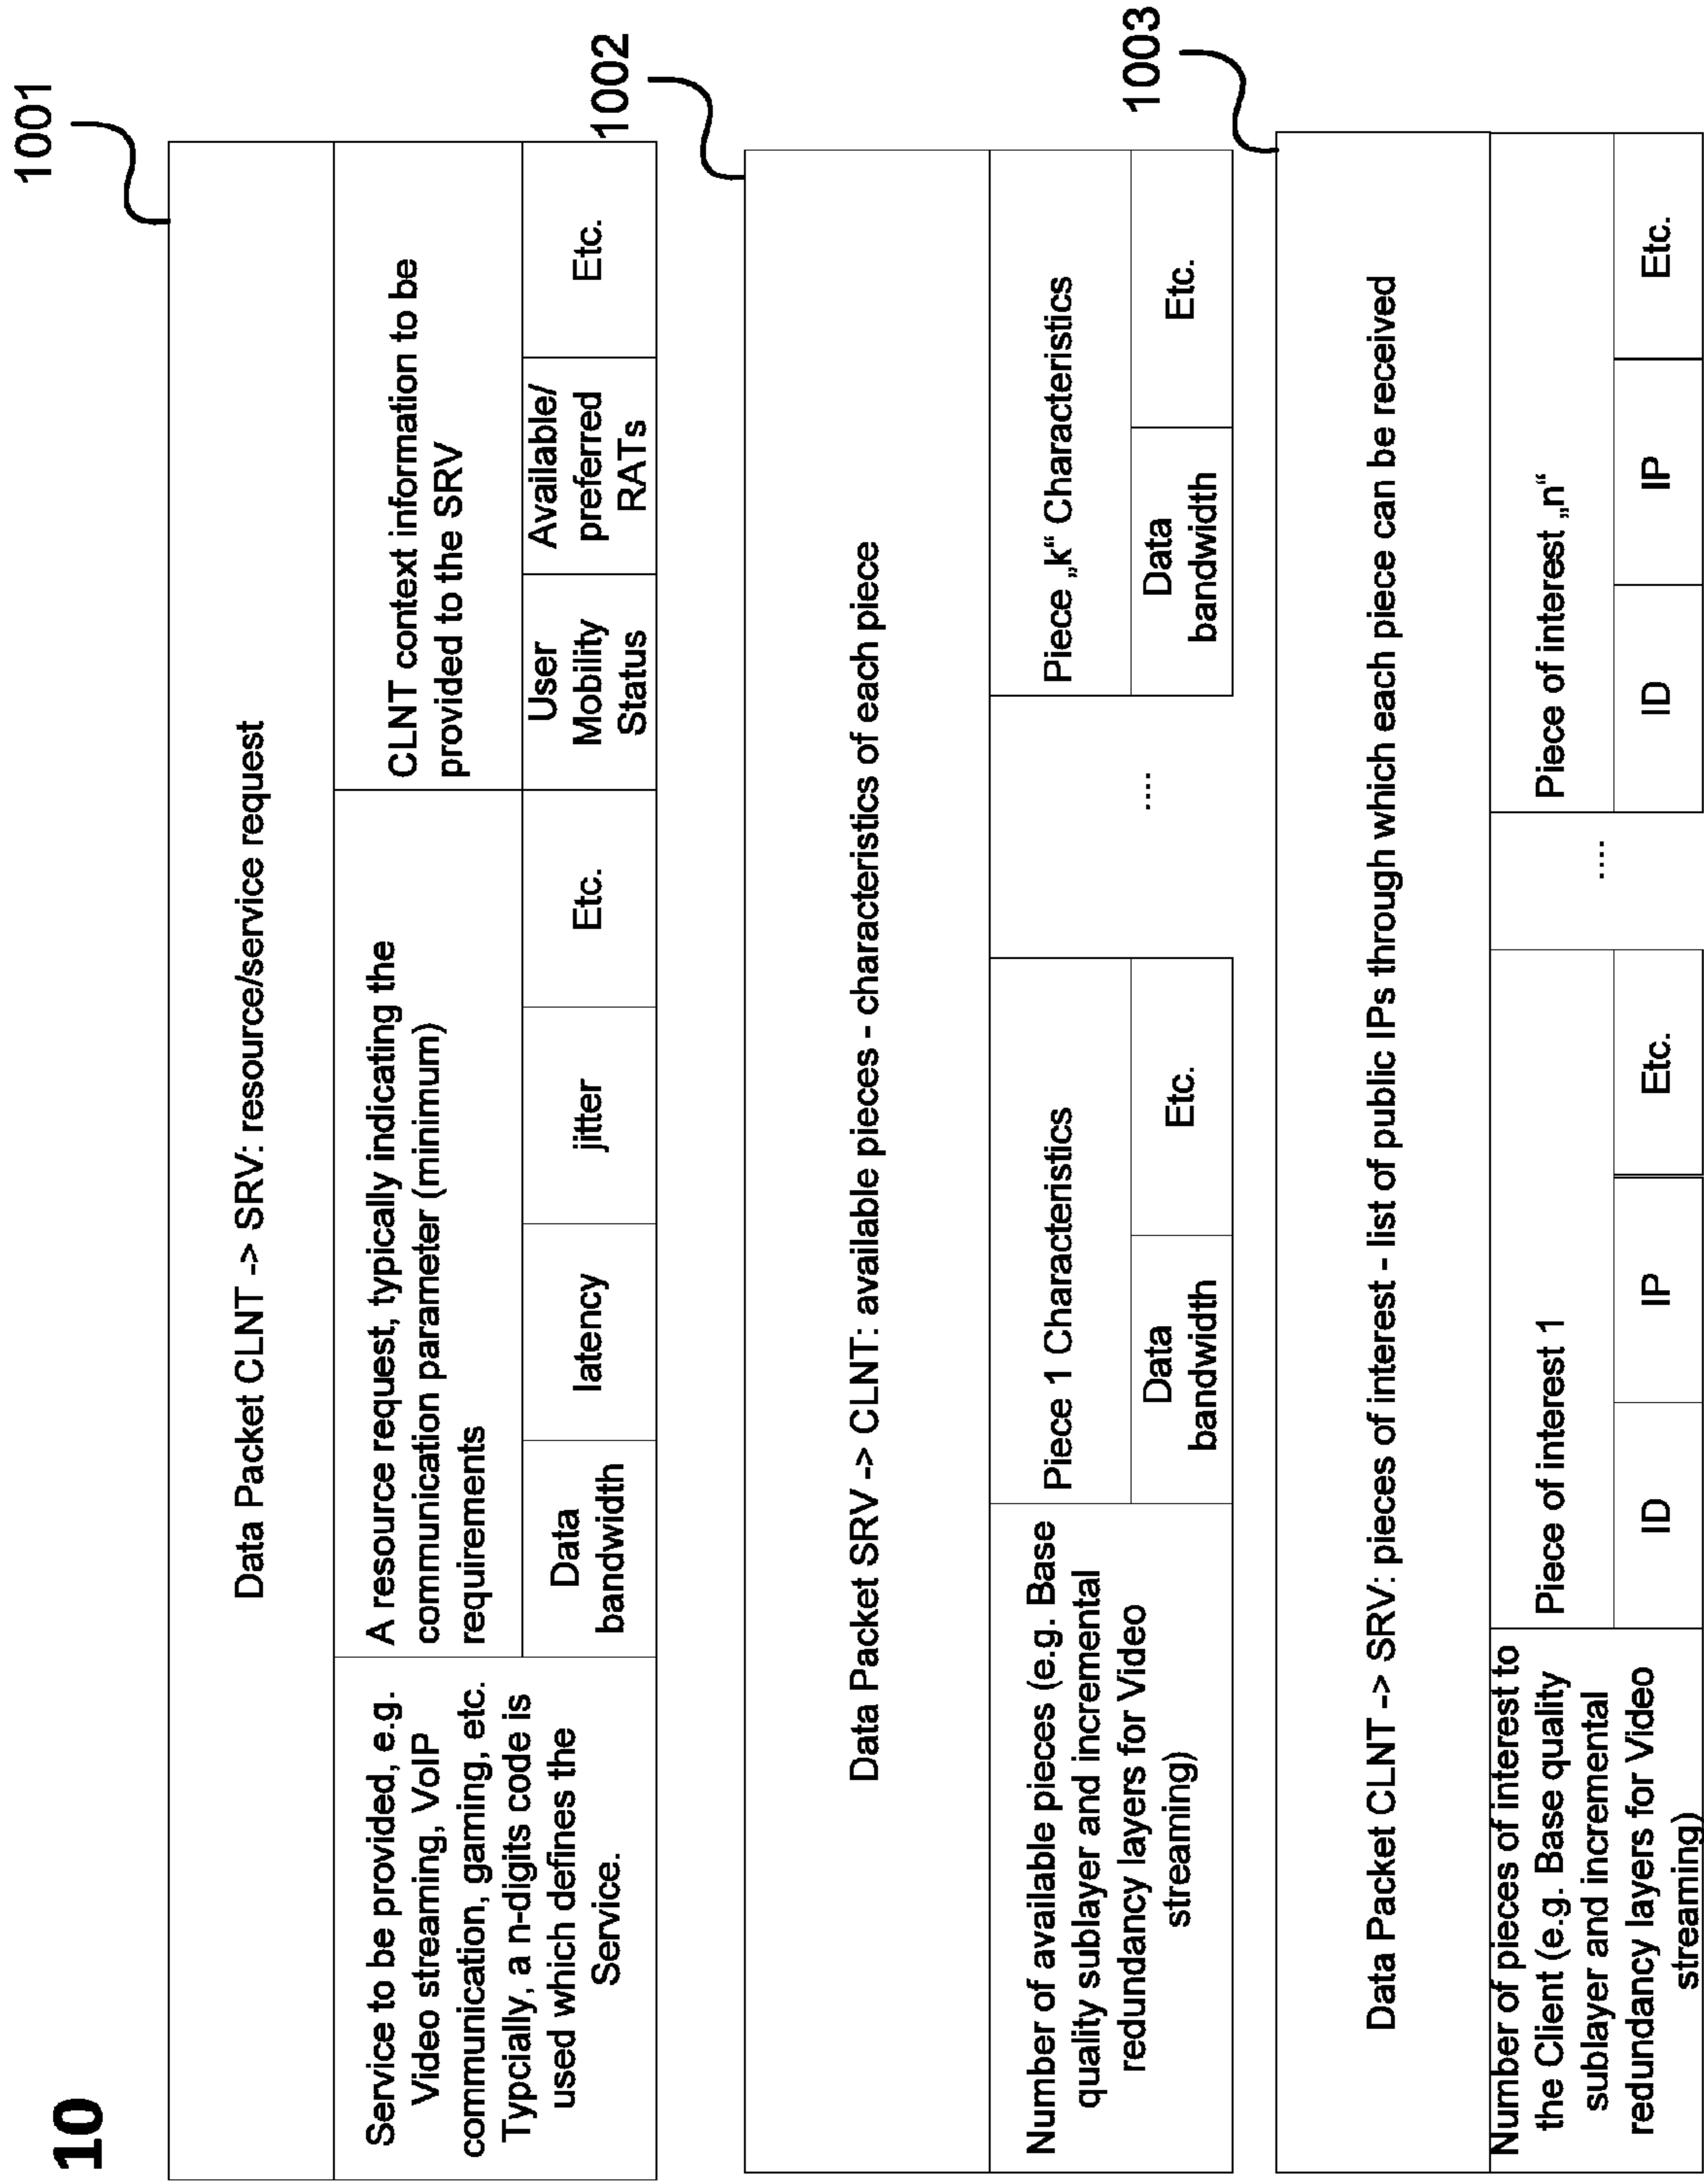 10
1001
Data Packet CLNT -> SRV: resource/service request
Service to be provided, e.g.
Video streaming, VoIP
communication, gaming, etc.
Typcially, a n-digits code is
used which defines the
Service.
A resource request, typically indicating the
communication parameter (minimum)
requirements
Data
bandwidth
latency
jitter
Etc.
CLNT context information to be
provided to the SRV
User
Mobility
Status
Available/
preferred
RATs
Etc.
1002
Data Packet SRV -> CLNT: available pieces - characteristics of each piece
Number of available pieces (e.g. Base
quality sublayer and incremental
redundancy layers for Video
streaming)
Piece 1 Characteristics
Data
bandwidth
Etc.
....
Piece „k“ Characteristics
Data
bandwidth
Etc.
1003
Data Packet CLNT -> SRV: pieces of interest - list of public IPs through which each piece can be received
Number of pieces of interest to
the Client (e.g. Base quality
sublayer and incremental
redundancy layers for Video
streaming)
Piece of interest 1
ID
IP
Etc.
....
Piece of interest „n“
ID
IP
Etc.